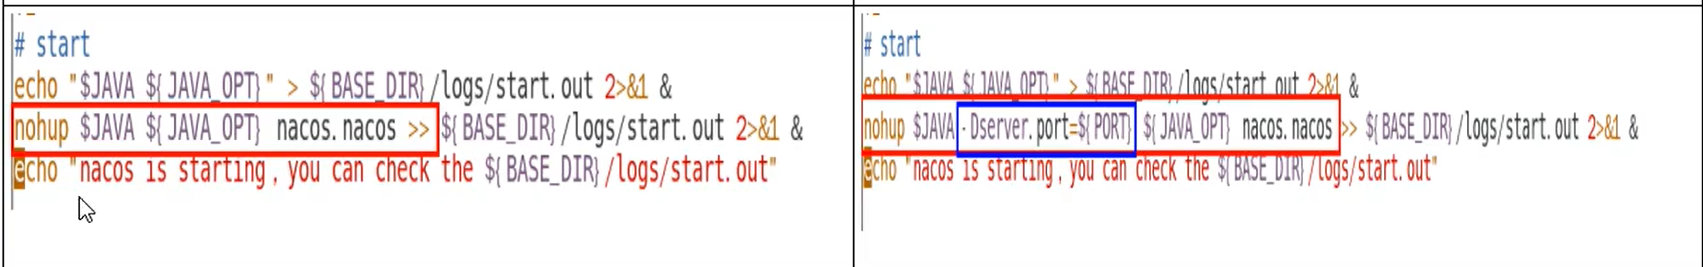 # start
echo "$JAVA ${JAVA_OPT}" > ${BASE_DIR}/logs/start.out 2>&1 &
nohup $JAVA ${JAVA_OPT} nacos.nacos >> ${BASE_DIR}/logs/start.out 2>&1 &
echo "nacos is starting, you can check the ${BASE_DIR}/logs/start.out"
# start
echo "$JAVA ${JAVA_OPT}" > ${BASE_DIR}/logs/start.out 2>&1 &
nohup $JAVA -Dserver.port=${PORT} ${JAVA_OPT} nacos.nacos >> ${BASE_DIR}/logs/start.out 2>&1 &
echo "nacos is starting, you can check the ${BASE_DIR}/logs/start.out"